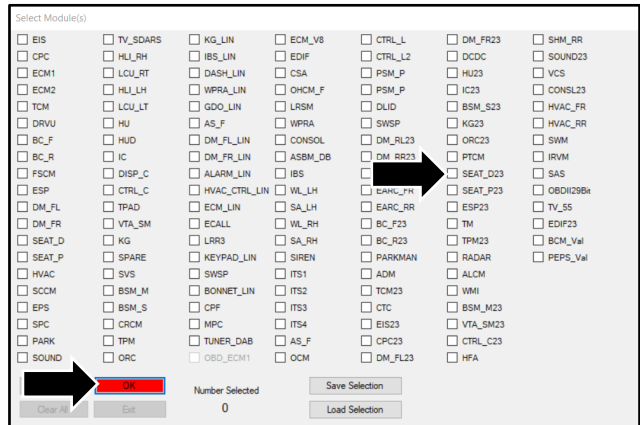 Select Module(s)
EIS TV_SDARS KG_LIN ECM_V8 CTRL_L DM_FR23 SHM_RR
CPC HLI_RH IBS_LIN EDIF CTRL_L2 DCDC SOUND23
ECM1 LCU_RT DASH_LIN CSA PSM_P HU23 VCS
ECM2 HLI_LH WPRA_LIN OHCM_F PSM_P IC23 CONSL23
TCM LCU_LT GDO_LIN LRSM DLID BSM_S23 HVAC_FR
DRVU HU AS_F WPRA SWSP KG23 HVAC_RR
BC_F HUD DM_FL_LIN CONSOL DM_RL23 ORC23 SWM
BC_R IC DM_FR_LIN ASBM_DB DM_RR23 PTCM IRVM
FSCM DISP_C ALARM_LIN IBS SEAT_D23 SAS
ESP CTRL_C HVAC_CTRL_LIN WL_LH EARC_FR SEAT_P23 OBDII29Bit
DM_FL TPAD ECM_LIN SA_LH EARC_RR ESP23 TV_55
DM_FR VTA_SM ECALL WL_RH BC_F23 TM EDIF23
SEAT_D KG LRR3 SA_RH BC_R23 TPM23 BCM_Val
SEAT_P SPARE KEYPAD_LIN SIREN PARKMAN RADAR PEPS_Val
HVAC SVS SWSP ITS1 ADM ALCM
SCCM BSM_M BONNET_LIN ITS2 TCM23 WMI
EPS BSM_S CPF ITS3 CTC BSM_M23
SPC CRCM MPC ITS4 EIS23 VTA_SM23
PARK TPM TUNER_DAB AS_F CPC23 CTRL_C23
SOUND ORC OBD_ECM1 OCM DM_FL23 HFA
OK Number Selected Save Selection
Clear All Exit 0 Load Selection